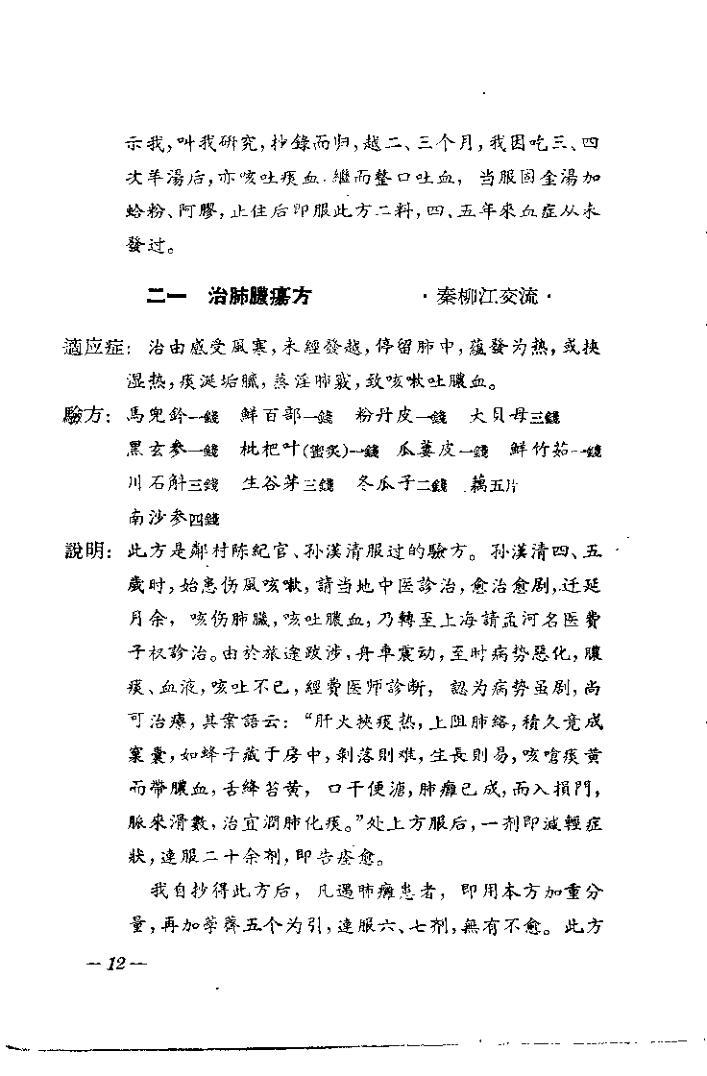 示我,叫我研究,抄錄而归,越二、三个月,我因吃三、四
次羊湯后,亦咳吐痰血.繼而整口吐血,当服固金湯加
蛤粉、阿膠,止住后即服此方二料,四、五年來血症从未
發过。
二一 治肺膿瘍方 ·秦柳江交流·
適应症:治由感受風寒,未經發越,停留肺中,蘊發为热,或挾
湿热,痰涎垢膩,蒸淫肺臟,致咳嗽吐膿血。
驗方:馬兜鈴一錢 鮮百部一錢 粉丹皮一錢 大貝母三錢
黑玄參一錢 枇杷叶(蜜炙)一錢 瓜蔞皮一錢 鮮竹茹一錢
川石斛三錢 生谷芽三錢 冬瓜子二錢 藕五片
南沙參四錢
說明:此方是鄰村陈紀官、孙漢清服过的驗方。孙漢清四、五
歲时,始患伤風咳嗽,請当地中医診治,愈治愈剧,迁延
月余,咳伤肺臟,咳吐膿血,乃轉至上海請孟河名医費
子权診治。由於旅途跋涉,舟車震动,至时病势惡化,膿
痰、血液,咳吐不已,經費医师診断,認为病势虽剧,尚
可治療,其案語云:“肝火挾痰热,上阻肺絡,積久竟成
窠囊,如蜂子藏于房中,剝落則难,生長則易,咳嗆痰黄
而帶膿血,舌絳苔黄,口干便溏,肺癰已成,而入損門,
脈來滑數,治宜潤肺化痰。”处上方服后,一剂即減輕症
狀,連服二十余剂,即告痊愈。
我自抄得此方后,凡遇肺癰患者,即用本方加重分
量,再加荸薺五个为引,連服六、七剂,無有不愈。此方
—12—